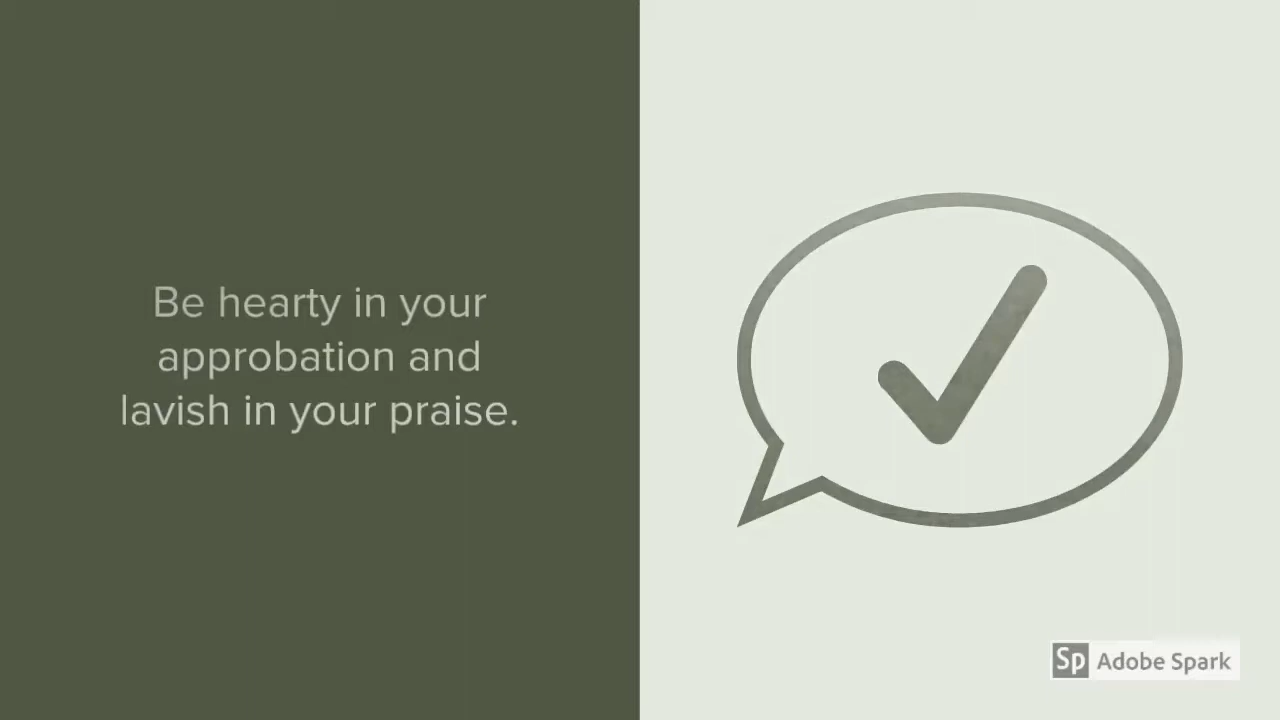 Be hearty in your
approbation and
lavish in your praise.
Sp Adobe Spark